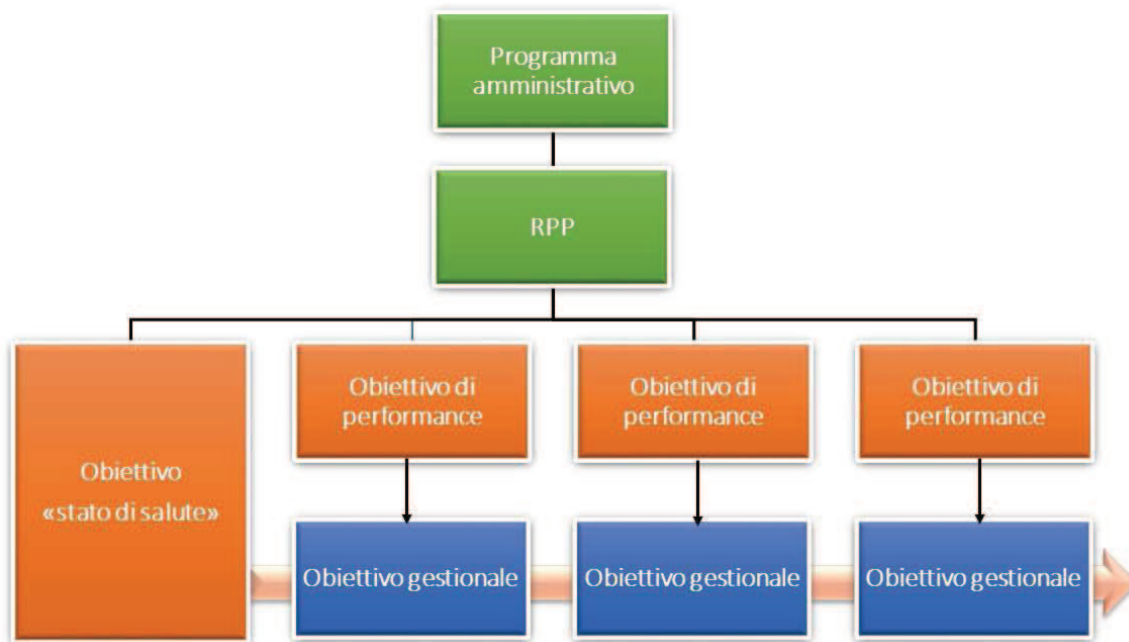 Programma
amministrativo
RPP
Obiettivo
«stato di salute»
Obiettivo di
performance
Obiettivo di
performance
Obiettivo di
performance
Obiettivo gestionale
Obiettivo gestionale
Obiettivo gestionale